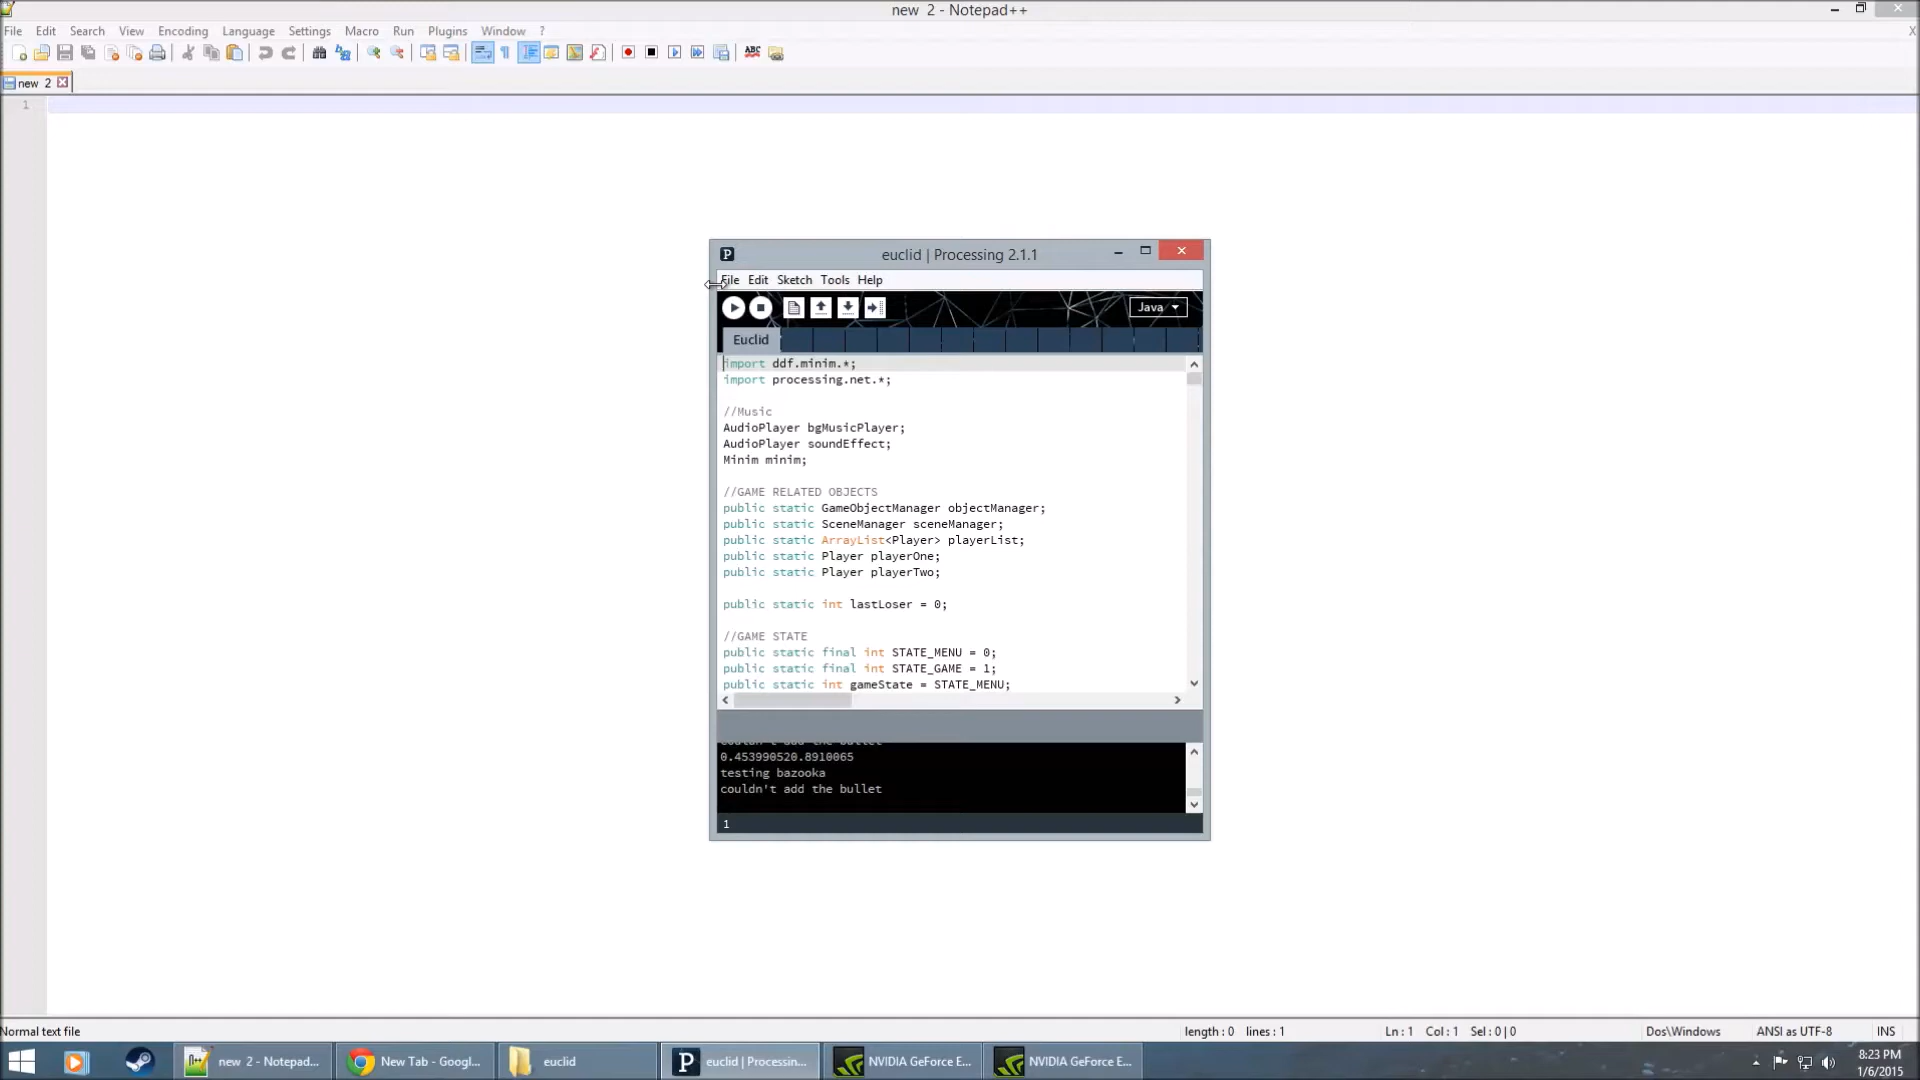 new  2 - Notepad++
File Edit Search View Encoding Language Settings Macro Run Plugins Window ?
X
ABC
new  2
1
P
euclid | Processing 2.1.1
File Edit Sketch Tools Help
Java
Euclid
import ddf.minim.*;
import processing.net.*;
//Music
AudioPlayer bgMusicPlayer;
AudioPlayer soundEffect;
Minim minim;
//GAME RELATED OBJECTS
public static GameObjectManager objectManager;
public static SceneManager sceneManager;
public static ArrayList<Player> playerList;
public static Player playerOne;
public static Player playerTwo;
public static int lastLoser = 0;
//GAME STATE
public static final int STATE_MENU = 0;
public static final int STATE_GAME = 1;
public static int gameState = STATE_MENU;
couldn't add the bullet
0.453990520.8910065
testing bazooka
couldn't add the bullet
1
Normal text file length : 0 lines : 1 Ln : 1 Col : 1 Sel : 0 | 0 Dos\Windows ANSI as UTF-8 INS
new  2 - Notepad... New Tab - Googl... euclid P euclid | Processin... NVIDIA GeForce E... NVIDIA GeForce E... 8:23 PM
1/6/2015